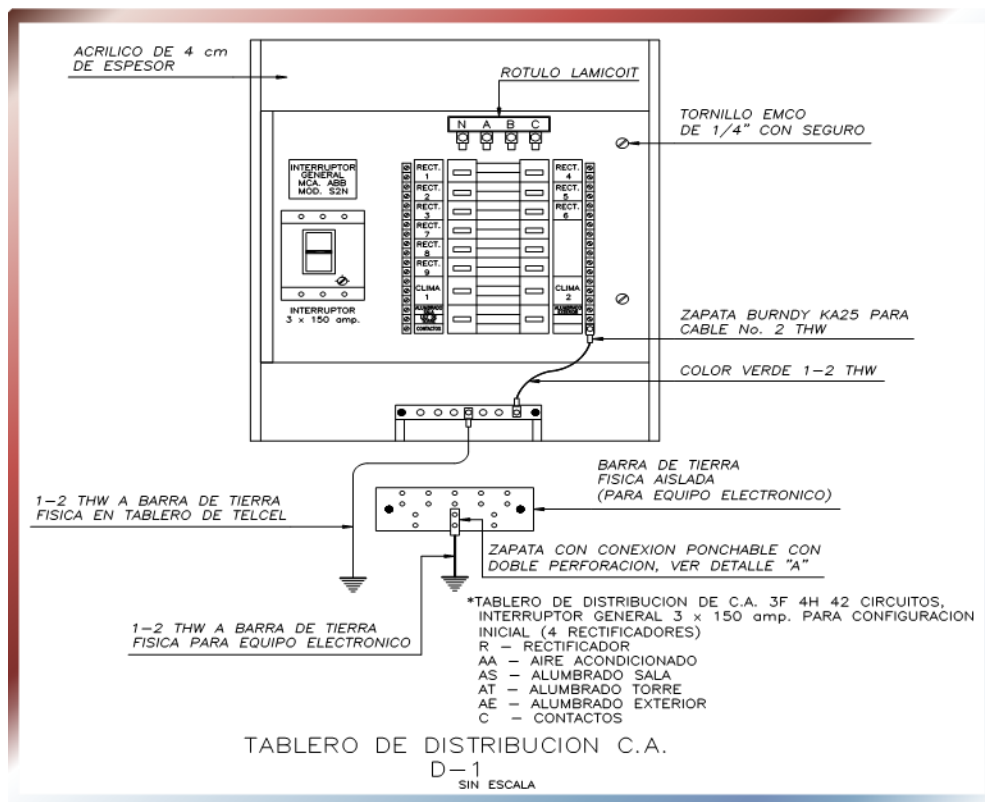 ACRILICO DE 4 cm
DE ESPESOR
ROTULO LAMICOIT
N A B C
TORNILLO EMCO
DE 1/4" CON SEGURO
INTERRUPTOR
GENERAL
MCA. ABB
MOD. S2N
RECT.
1
RECT.
2
RECT.
3
RECT.
7
RECT.
8
RECT.
9
CLIMA
1
ALUMBRADO
CONTACTOS
RECT.
4
RECT.
5
RECT.
6
CLIMA
2
ALUMBRADO
EXTERIOR
INTERRUPTOR
3 x 150 amp.
ZAPATA BURNDY KA25 PARA
CABLE No. 2 THW
COLOR VERDE 1-2 THW
BARRA DE TIERRA
FISICA AISLADA
(PARA EQUIPO ELECTRONICO)
1-2 THW A BARRA DE TIERRA
FISICA EN TABLERO DE TELCEL
ZAPATA CON CONEXION PONCHABLE CON
DOBLE PERFORACION, VER DETALLE "A"
1-2 THW A BARRA DE TIERRA
FISICA PARA EQUIPO ELECTRONICO
*TABLERO DE DISTRIBUCION DE C.A. 3F 4H 42 CIRCUITOS,
INTERRUPTOR GENERAL 3 x 150 amp. PARA CONFIGURACION
INICIAL (4 RECTIFICADORES)
R - RECTIFICADOR
AA - AIRE ACONDICIONADO
AS - ALUMBRADO SALA
AT - ALUMBRADO TORRE
AE - ALUMBRADO EXTERIOR
C - CONTACTOS
TABLERO DE DISTRIBUCION C.A.
D-1
SIN ESCALA